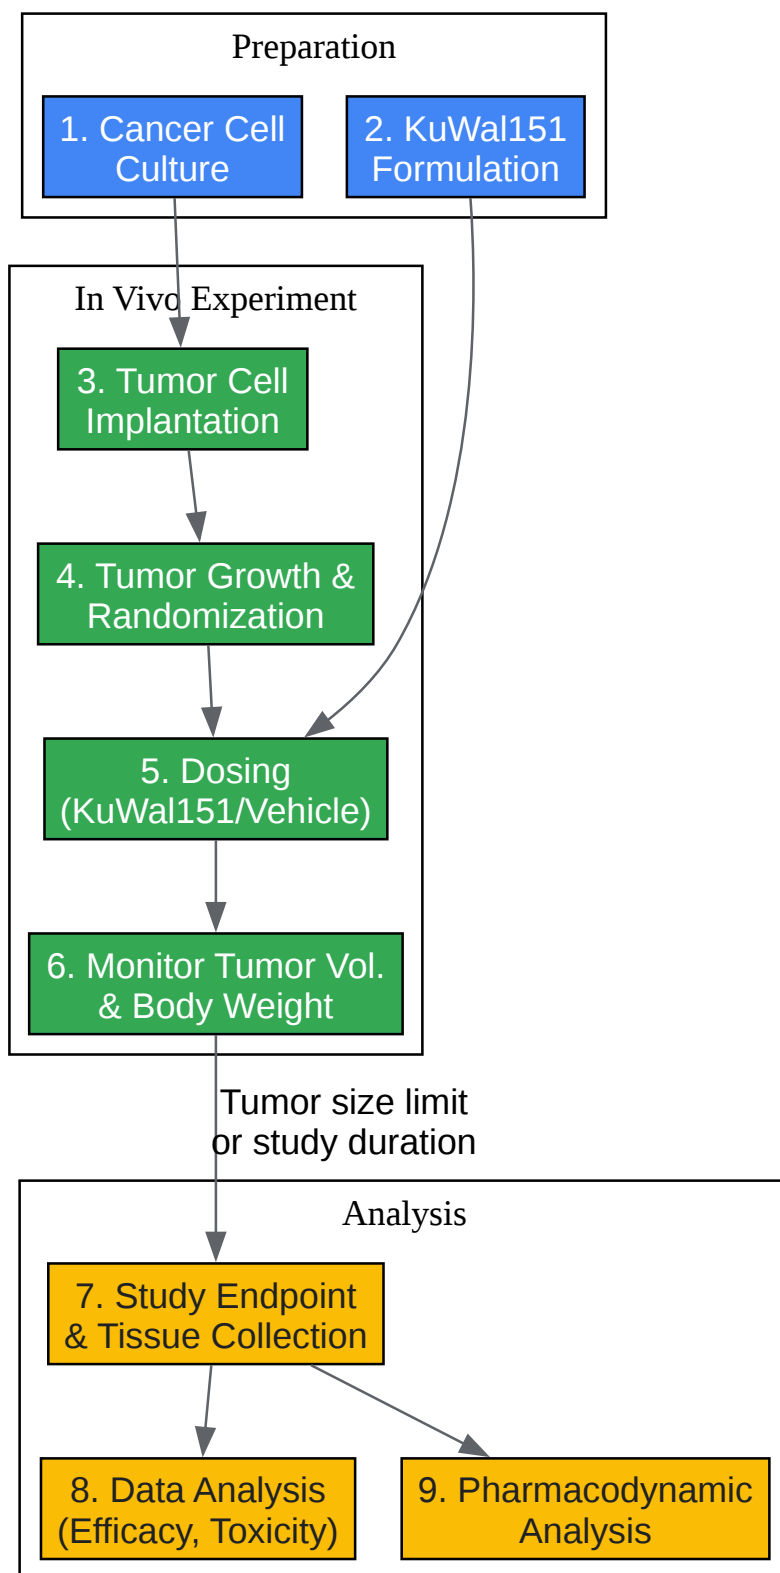 Preparation
1. Cancer Cell
Culture
2. KuWal151
Formulation
In Vivo Experiment
3. Tumor Cell
Implantation
4. Tumor Growth &
Randomization
5. Dosing
(KuWal151/Vehicle)
6. Monitor Tumor Vol.
& Body Weight
Tumor size limit
or study duration
Analysis
7. Study Endpoint
& Tissue Collection
8. Data Analysis
(Efficacy, Toxicity)
9. Pharmacodynamic
Analysis